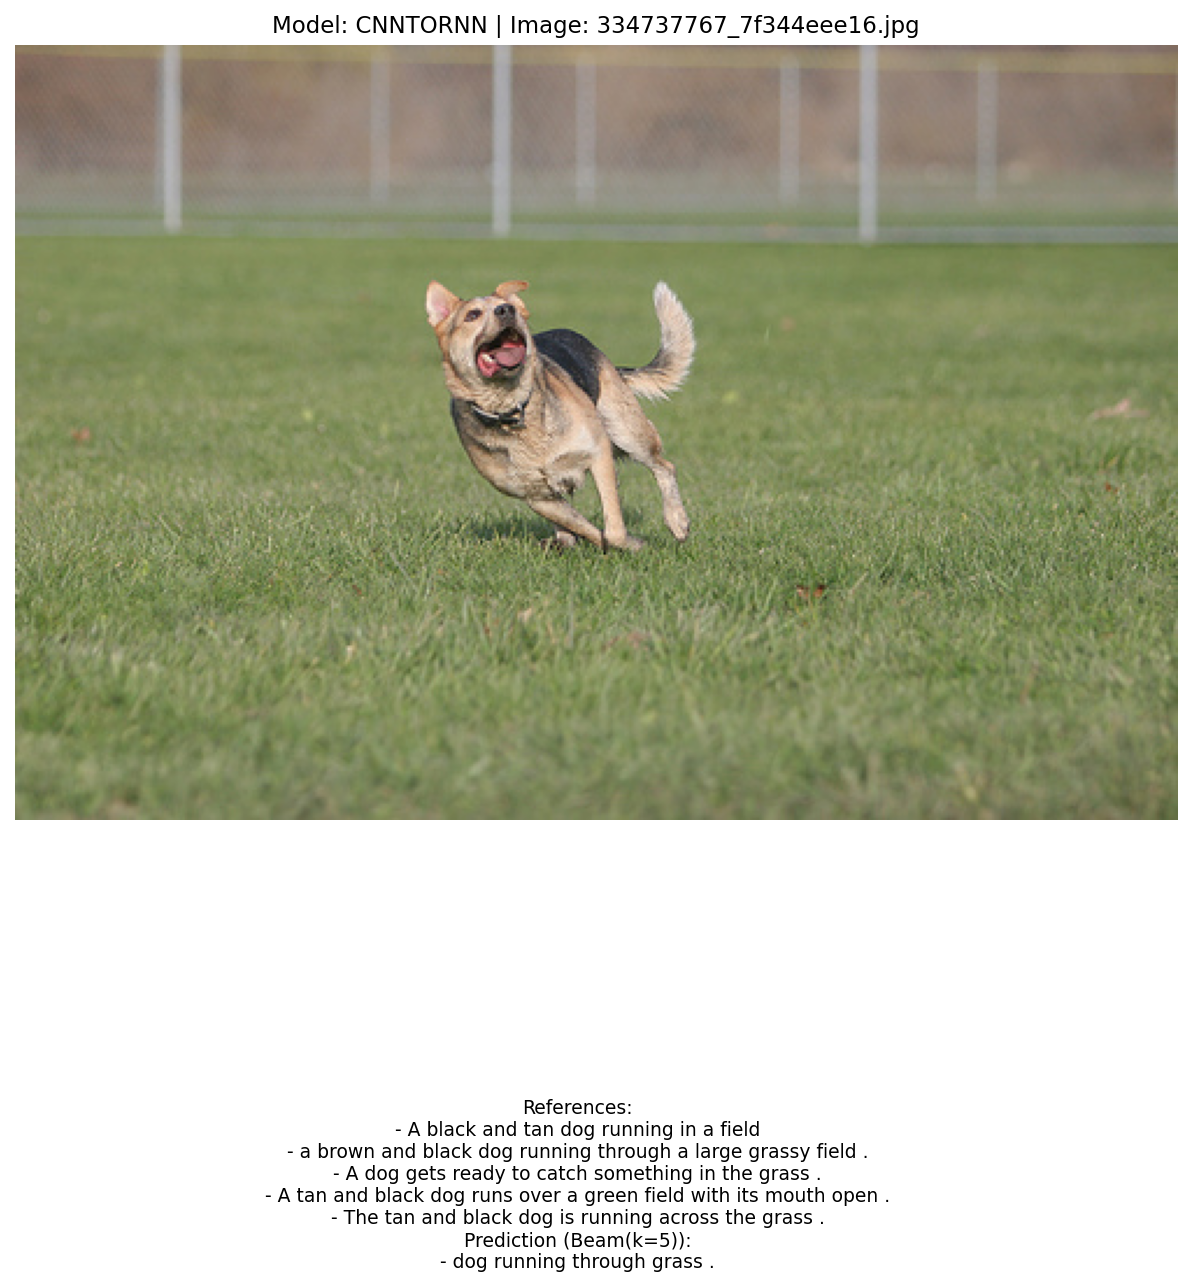 Model: CNNTORNN | Image: 334737767_7f344eee16.jpg
References:
- A black and tan dog running in a field
- a brown and black dog running through a large grassy field .
- A dog gets ready to catch something in the grass .
- A tan and black dog runs over a green field with its mouth open .
- The tan and black dog is running across the grass .
Prediction (Beam(k=5)):
- dog running through grass .